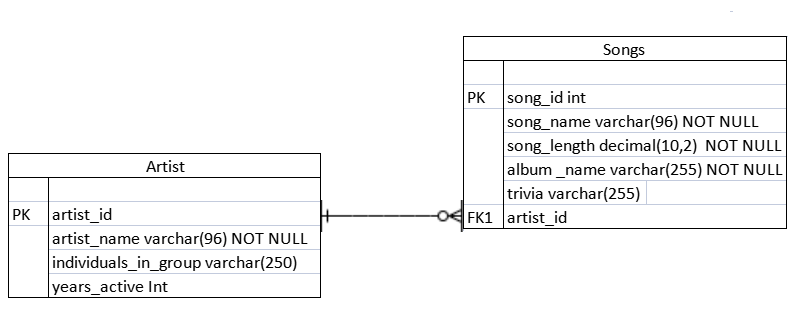 Songs
PK song_id int
song_name varchar(96) NOT NULL
song_length decimal(10,2)  NOT NULL
album _name varchar(255) NOT NULL
trivia varchar(255)
FK1 artist_id
Artist
PK artist_id
artist_name varchar(96) NOT NULL
individuals_in_group varchar(250)
years_active Int